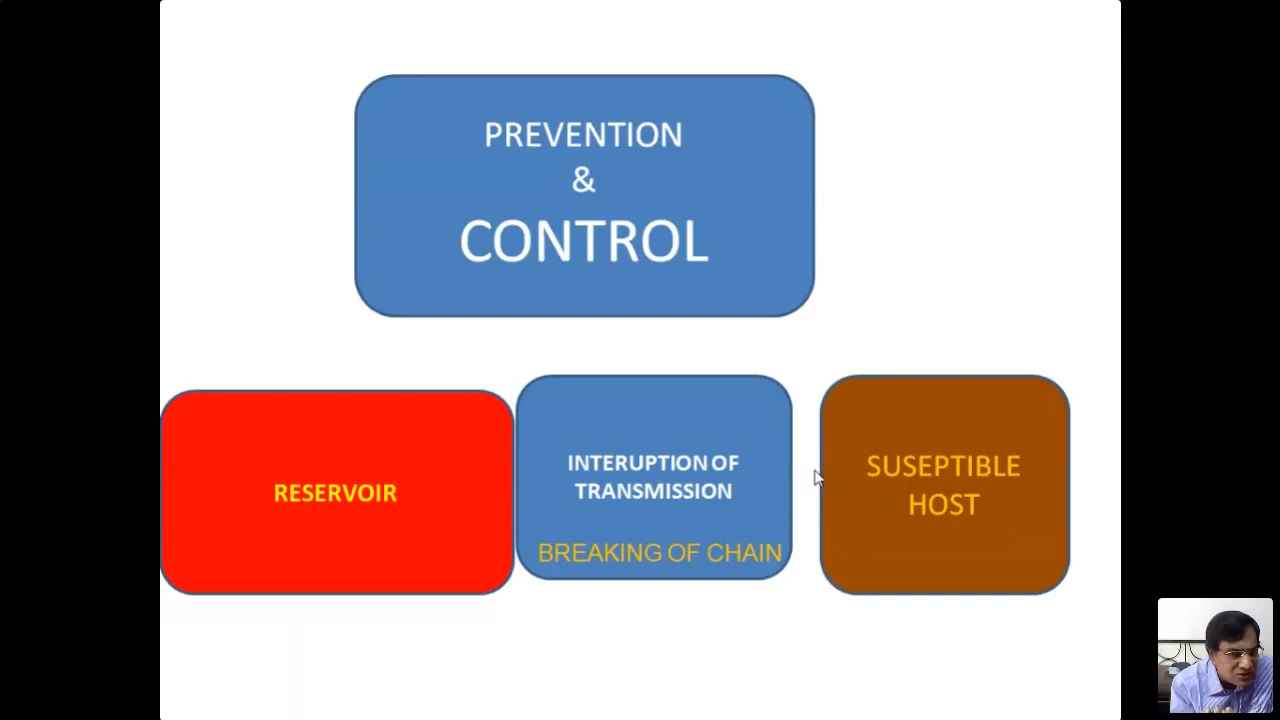 PREVENTION
&
CONTROL
RESERVOIR
INTERUPTION OF
TRANSMISSION
BREAKING OF CHAIN
SUSEPTIBLE
HOST